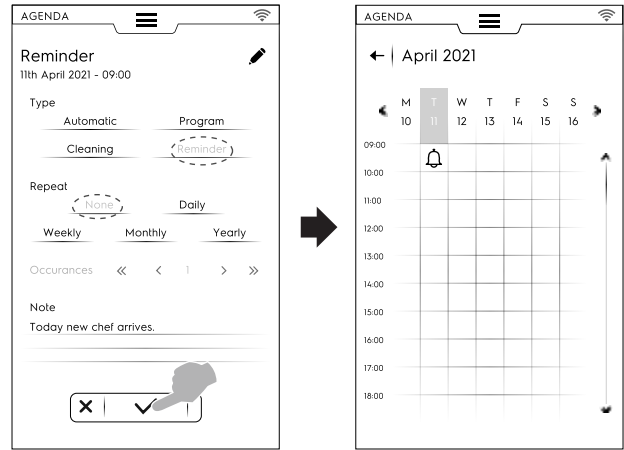 AGENDA
Reminder
11th April 2021 - 09:00
Type
Automatic Program
Cleaning Reminder
Repeat
None Daily
Weekly Monthly Yearly
Occurances 1
Note
Today new chef arrives.
AGENDA
April 2021
M T W T F S S
10 11 12 13 14 15 16
09:00
10:00
11:00
12:00
13:00
14:00
15:00
16:00
17:00
18:00